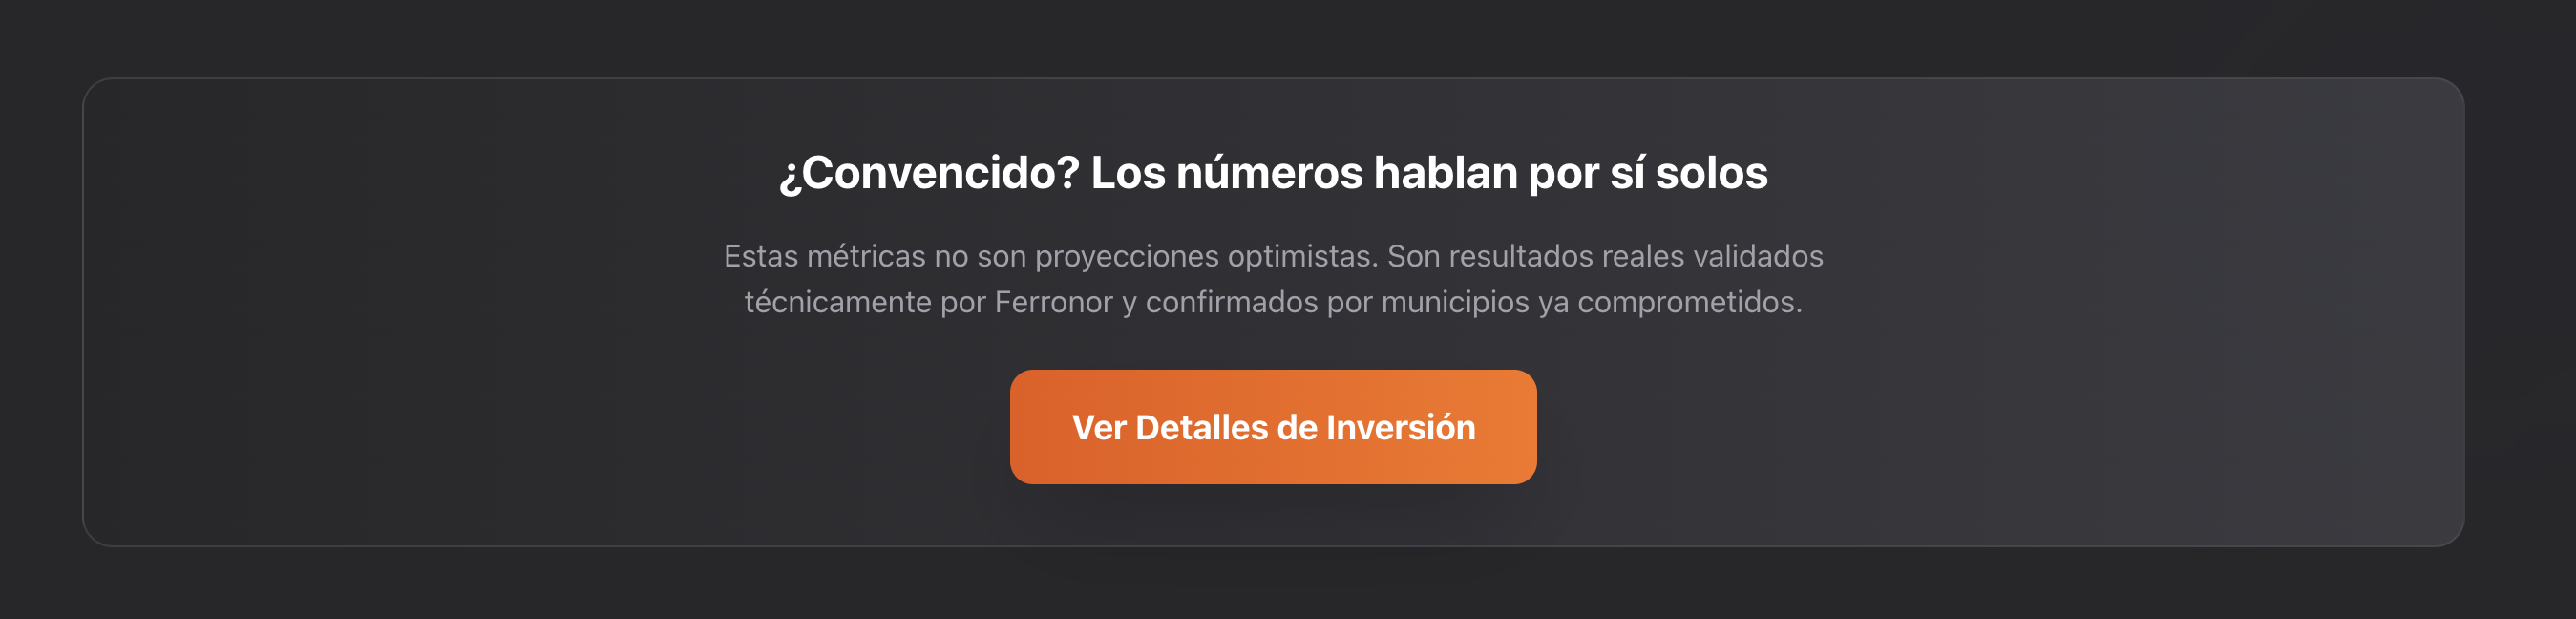 ¿Convencido? Los números hablan por sí solos
Estas métricas no son proyecciones optimistas. Son resultados reales validados
técnicamente por Ferronor y confirmados por municipios ya comprometidos.
Ver Detalles de Inversión